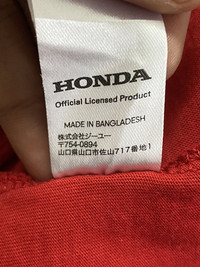 HONDA
Official Licensed Product
MADE IN BANGLADESH
株式会社ジーユー
〒754-0894
山口県山口市佐山717番地1